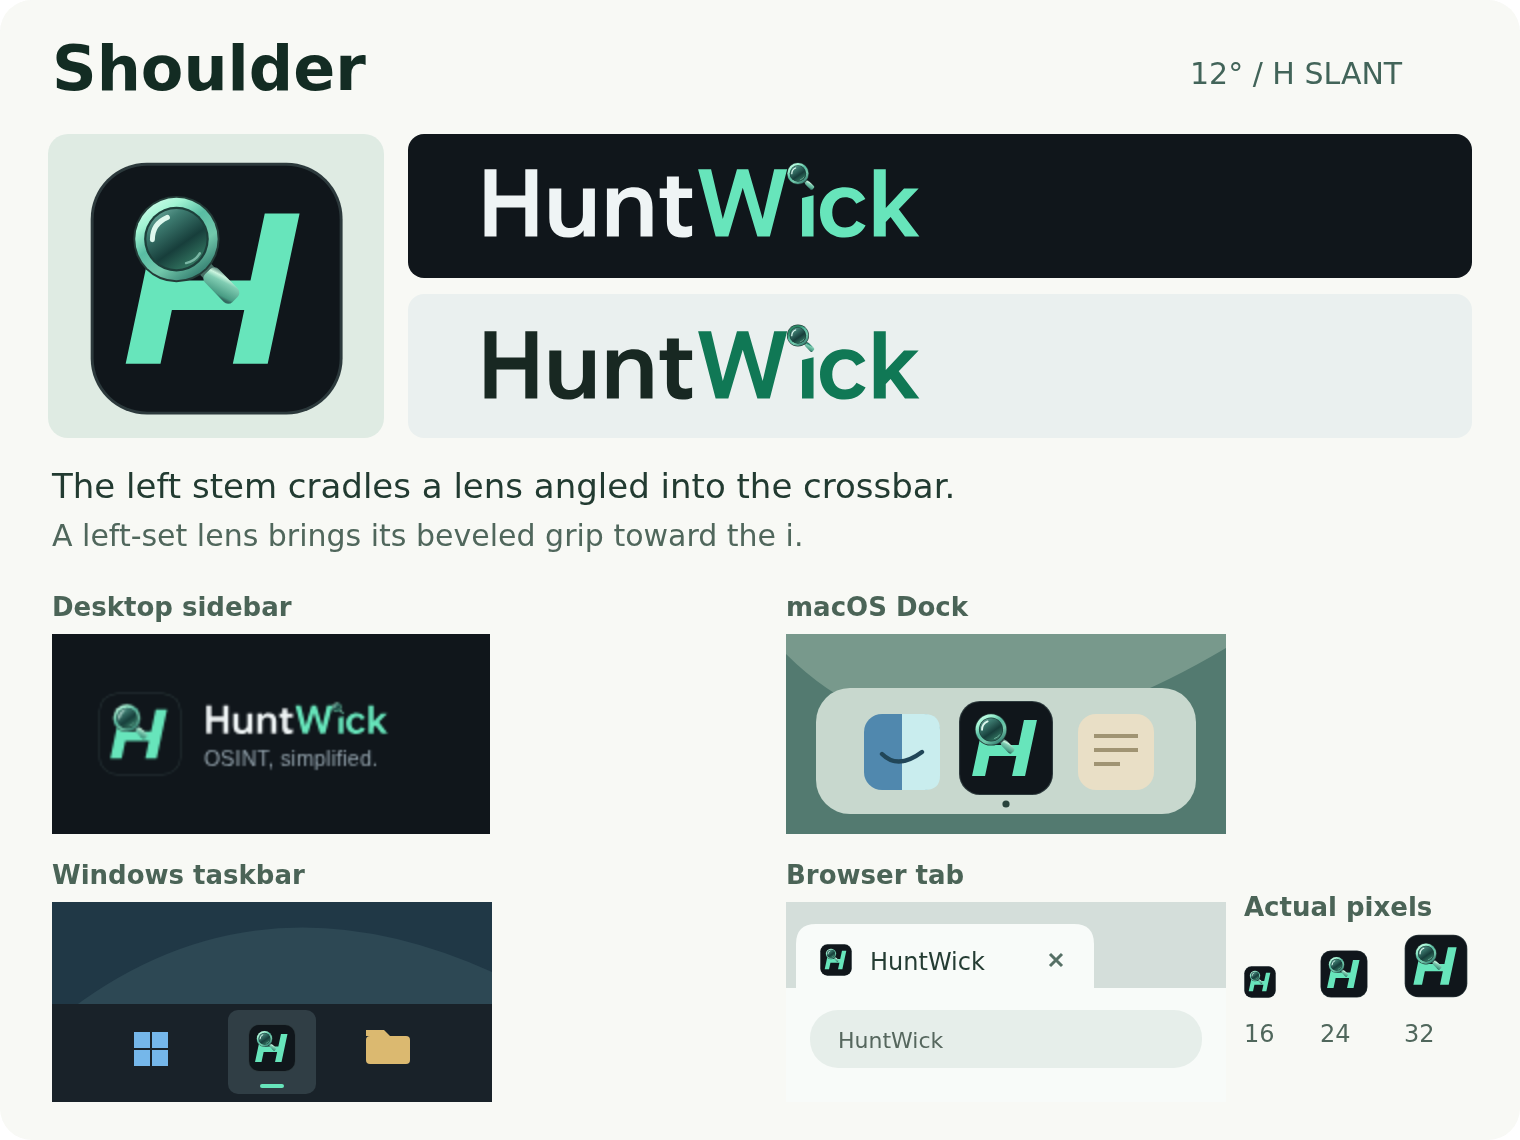 Shoulder
12° / H SLANT
H
HuntWick
HuntWick
The left stem cradles a lens angled into the crossbar.
A left-set lens brings its beveled grip toward the i.
Desktop sidebar
H
HuntWick
OSINT, simplified.
macOS Dock
H
Windows taskbar
H
Browser tab
H
HuntWick
×
HuntWick
Actual pixels
H
H
H
16
24
32